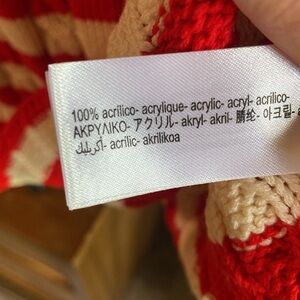 100% acrilico- acrylique- acrylic- acryl- acrilico-
ΑΚΡΥΛΙΚΟ- アクリル- akryl- akril- 腈纶- 아크릴-
أكريليك- acrilic- akrilikoa